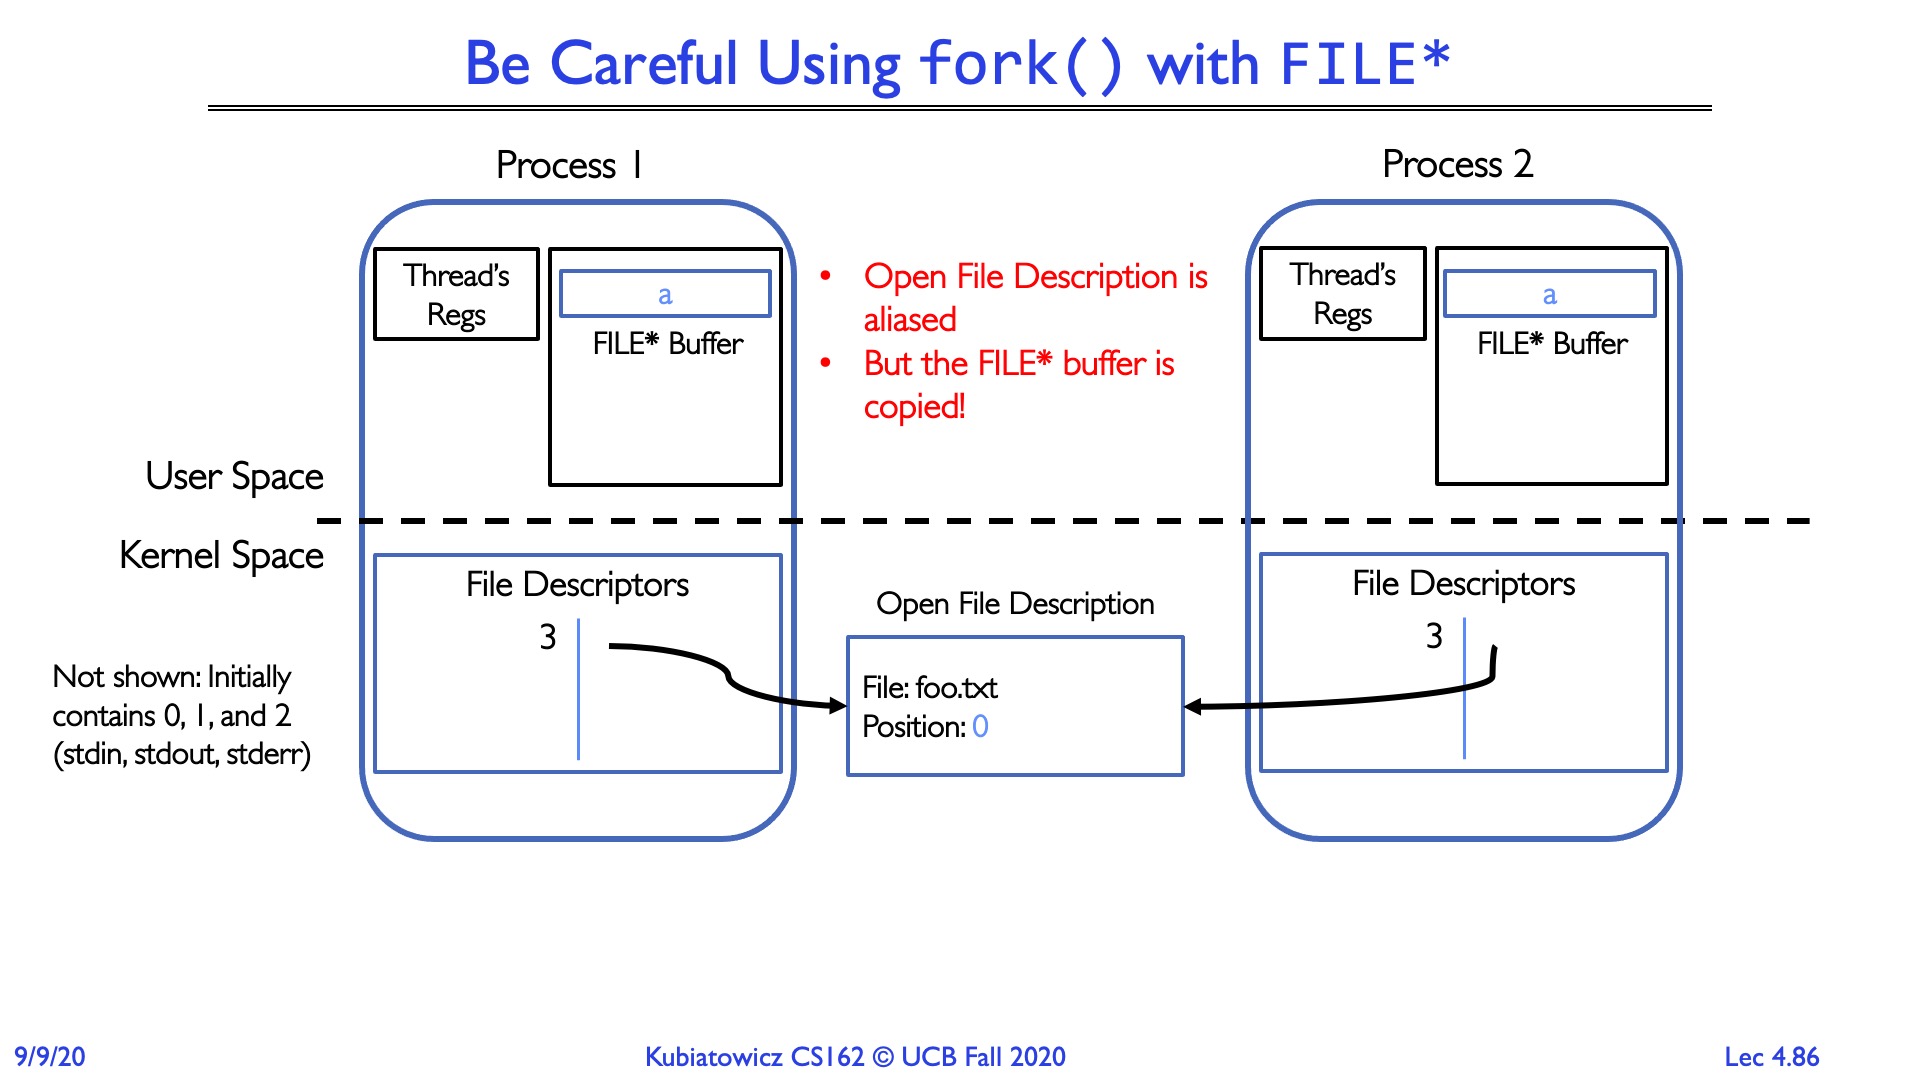 Be Careful Using fork() with FILE*
Process 1
Process 2
Thread's
Regs
a
FILE* Buffer
• Open File Description is
aliased
• But the FILE* buffer is
copied!
Thread's
Regs
a
FILE* Buffer
User Space
Kernel Space
File Descriptors
3
Open File Description
File: foo.txt
Position: 0
File Descriptors
3
Not shown: Initially
contains 0, 1, and 2
(stdin, stdout, stderr)
9/9/20
Kubiatowicz CS162 © UCB Fall 2020
Lec 4.86